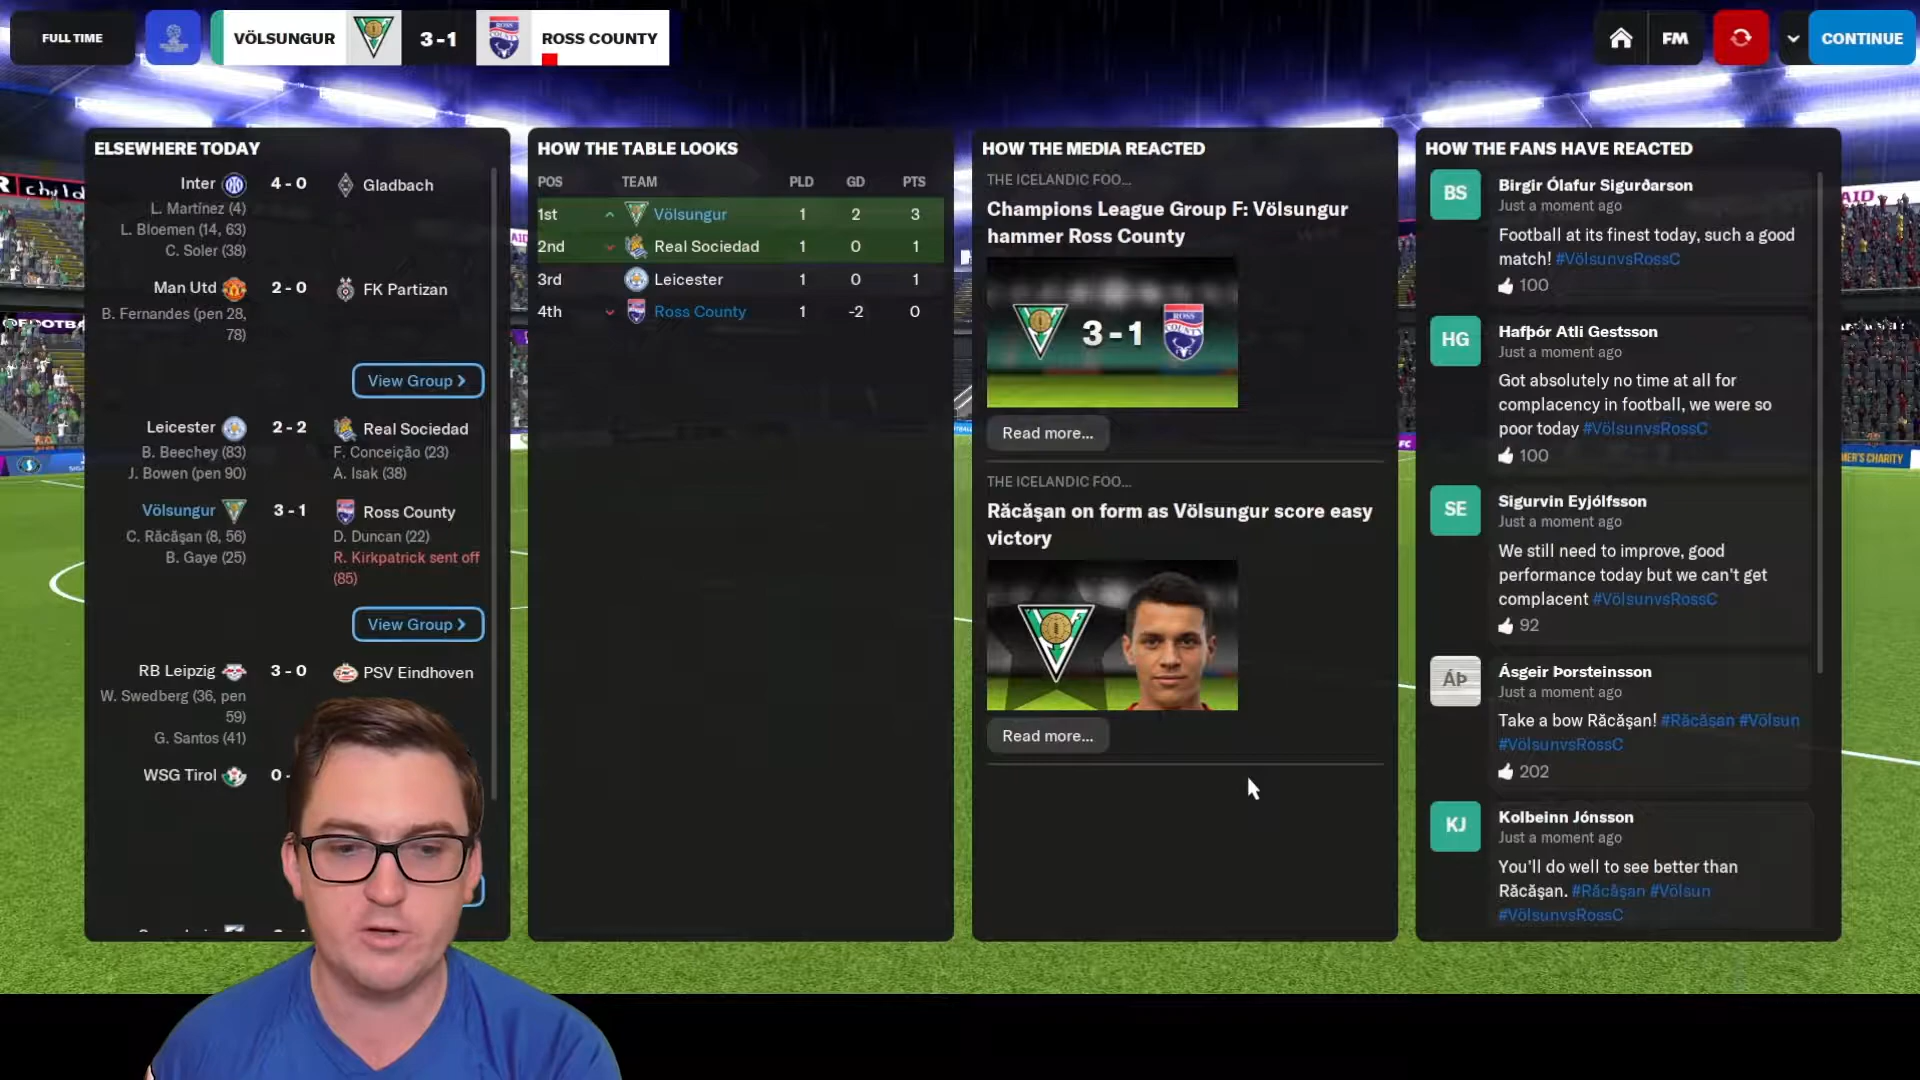 FULL TIME
VÖLSUNGUR
3 - 1
ROSS COUNTY
FM
CONTINUE
ELSEWHERE TODAY
Inter 4 - 0 Gladbach
L. Martínez (4)
L. Bloemen (14, 63)
C. Soler (38)
Man Utd 2 - 0 FK Partizan
B. Fernandes (pen 28,
78)
View Group
Leicester 2 - 2 Real Sociedad
B. Beechey (83) F. Conceição (23)
J. Bowen (pen 90) A. Isak (38)
Völsungur 3 - 1 Ross County
C. Răcăşan (8, 56) D. Duncan (22)
B. Gaye (25) R. Kirkpatrick sent off
(85)
View Group
RB Leipzig 3 - 0 PSV Eindhoven
W. Swedberg (36, pen
59)
G. Santos (41)
WSG Tirol 0 -
HOW THE TABLE LOOKS
POS TEAM PLD GD PTS
1st Völsungur 1 2 3
2nd Real Sociedad 1 0 1
3rd Leicester 1 0 1
4th Ross County 1 -2 0
HOW THE MEDIA REACTED
THE ICELANDIC FOO...
Champions League Group F: Völsungur
hammer Ross County
3 - 1
Read more...
THE ICELANDIC FOO...
Răcăşan on form as Völsungur score easy
victory
Read more...
HOW THE FANS HAVE REACTED
BS
Birgir Ólafur Sigurðarson
Just a moment ago
Football at its finest today, such a good
match! #VölsunvsRossC
100
HG
Hafþór Atli Gestsson
Just a moment ago
Got absolutely no time at all for
complacency in football, we were so
poor today #VölsunvsRossC
100
SE
Sigurvin Eyjólfsson
Just a moment ago
We still need to improve, good
performance today but we can't get
complacent #VölsunvsRossC
92
ÁÞ
Ásgeir Þorsteinsson
Just a moment ago
Take a bow Răcăşan! #Răcăşan #Völsun
#VölsunvsRossC
202
KJ
Kolbeinn Jónsson
Just a moment ago
You'll do well to see better than
Răcăşan. #Răcăşan #Völsun
#VölsunvsRossC